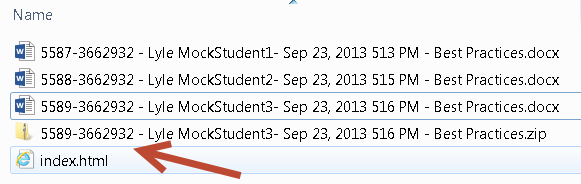 Name
5587-3662932 - Lyle MockStudent1- Sep 23, 2013 513 PM - Best Practices.docx
5588-3662932 - Lyle MockStudent2- Sep 23, 2013 515 PM - Best Practices.docx
5589-3662932 - Lyle MockStudent3- Sep 23, 2013 516 PM - Best Practices.docx
5589-3662932 - Lyle MockStudent3- Sep 23, 2013 516 PM - Best Practices.zip
index.html